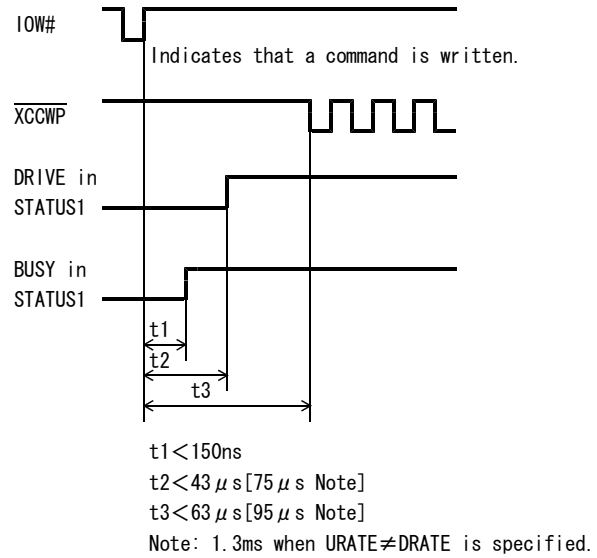 IOW#
Indicates that a command is written.
XCCWP
DRIVE in
STATUS1
BUSY in
STATUS1
t1
t2
t3
t1＜150ns
t2＜43μs[75μs Note]
t3＜63μs[95μs Note]
Note: 1.3ms when URATE≠DRATE is specified.